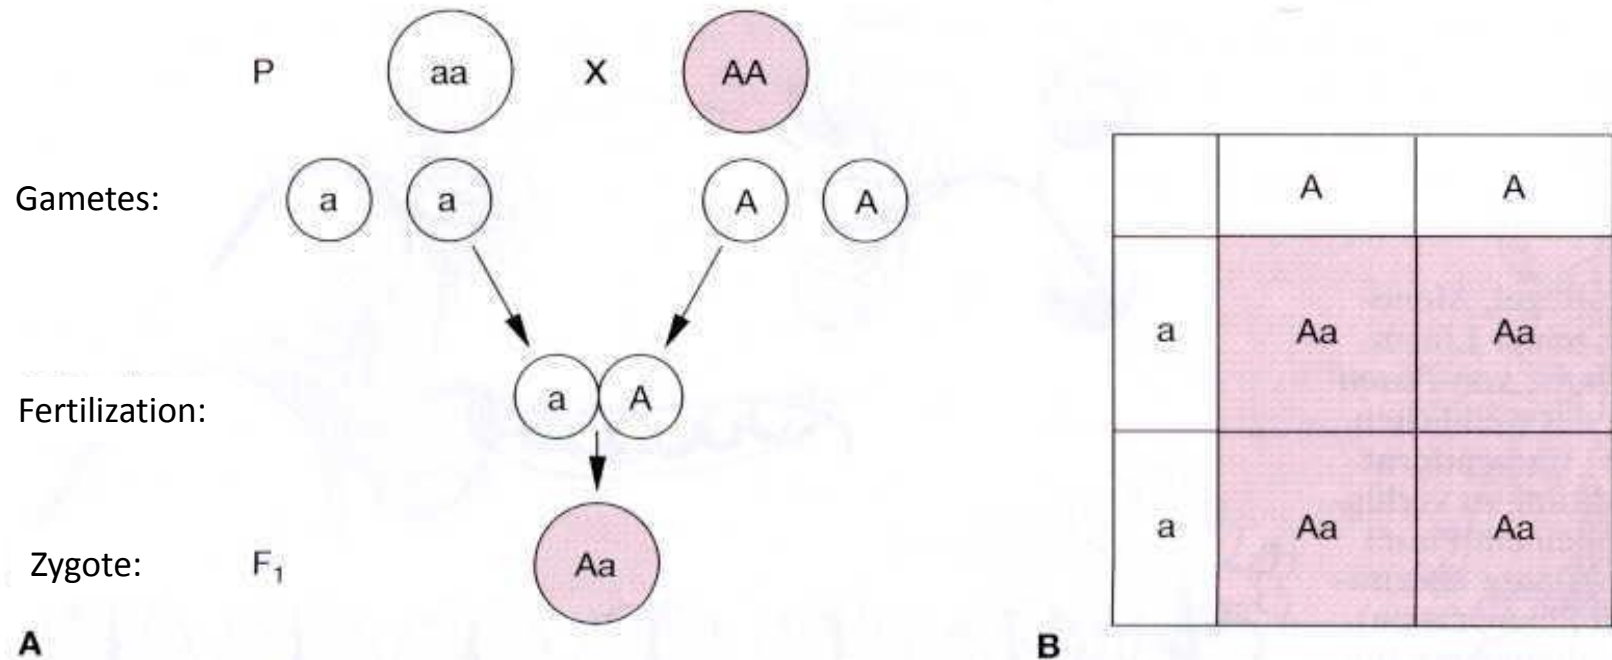 P aa X AA
Gametes: a a A A
Fertilization: a A
Zygote: F₁ Aa
A
A A
a Aa Aa
a Aa Aa
B